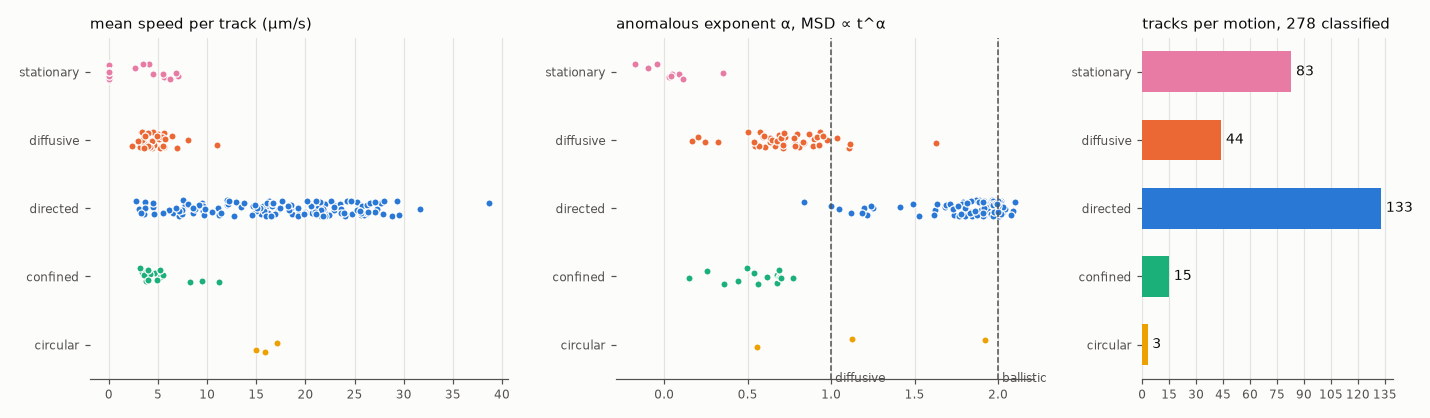 mean speed per track (µm/s)
stationary
diffusive
directed
confined
circular
0 5 10 15 20 25 30 35 40
anomalous exponent α, MSD ∝ t^α
stationary
diffusive
directed
confined
circular
diffusive
ballistic
0.0 0.5 1.0 1.5 2.0
tracks per motion, 278 classified
stationary 83
diffusive 44
directed 133
confined 15
circular 3
0 15 30 45 60 75 90 105 120 135